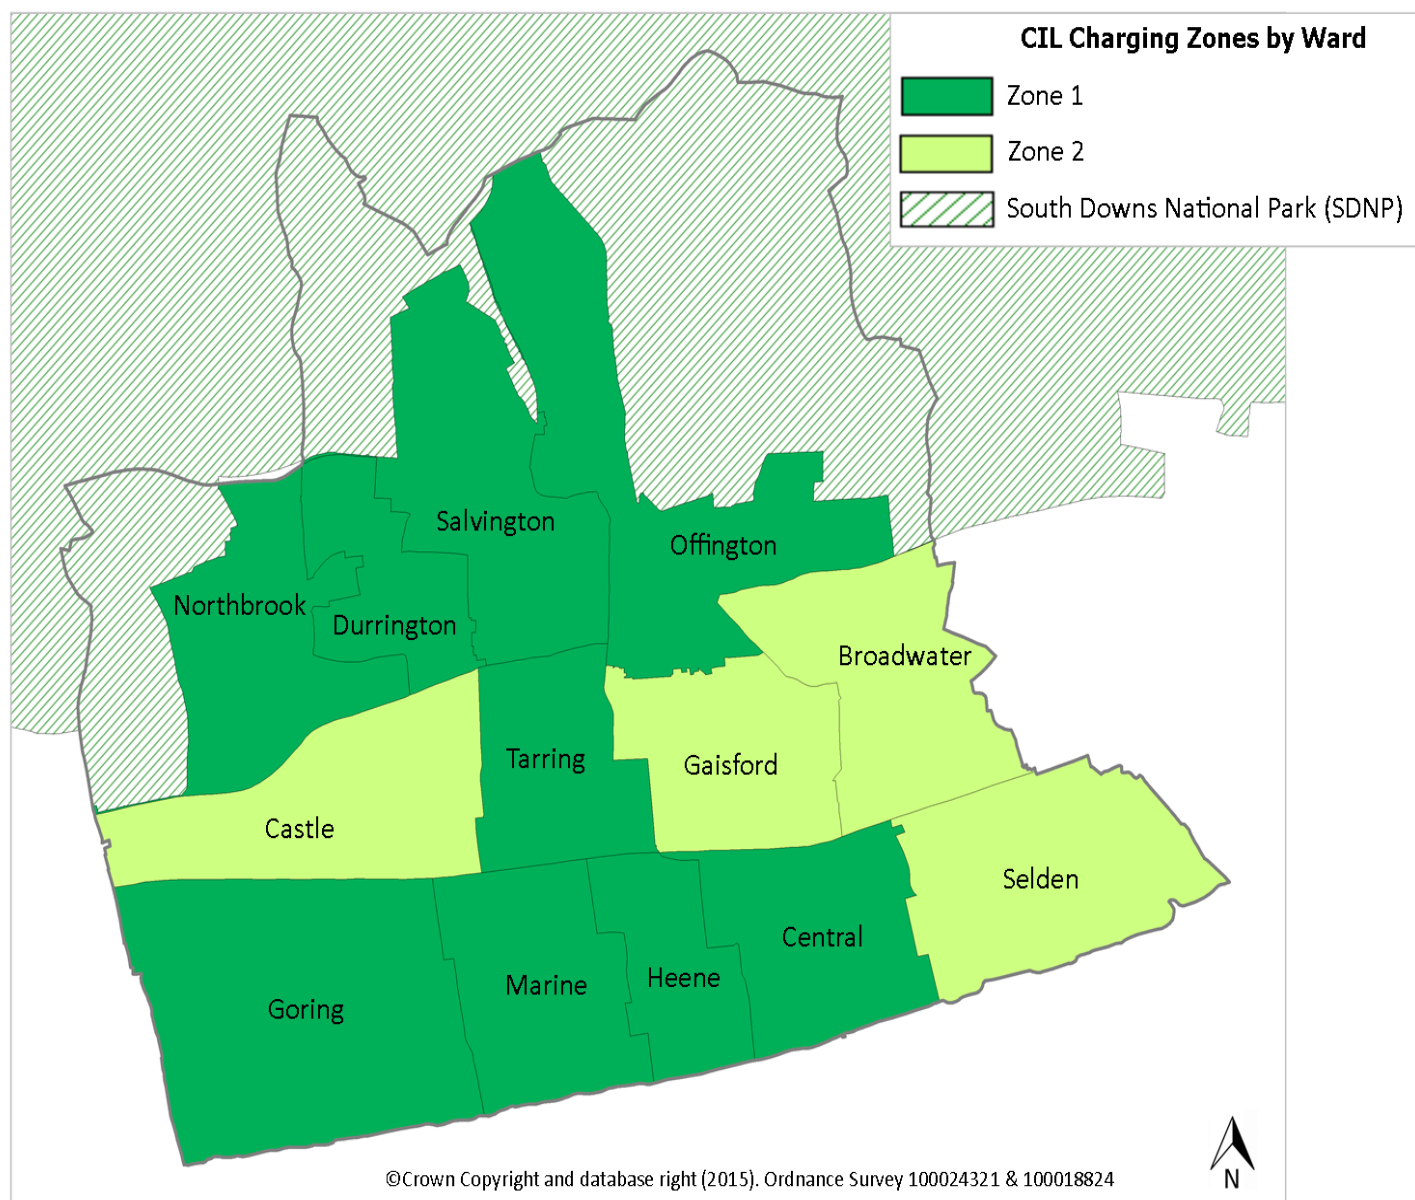 CIL Charging Zones by Ward
Zone 1
Zone 2
South Downs National Park (SDNP)
Salvington
Offington
Northbrook
Durrington
Broadwater
Tarring
Gaisford
Castle
Selden
Central
Heene
Marine
Goring
©Crown Copyright and database right (2015). Ordnance Survey 100024321 & 100018824
N